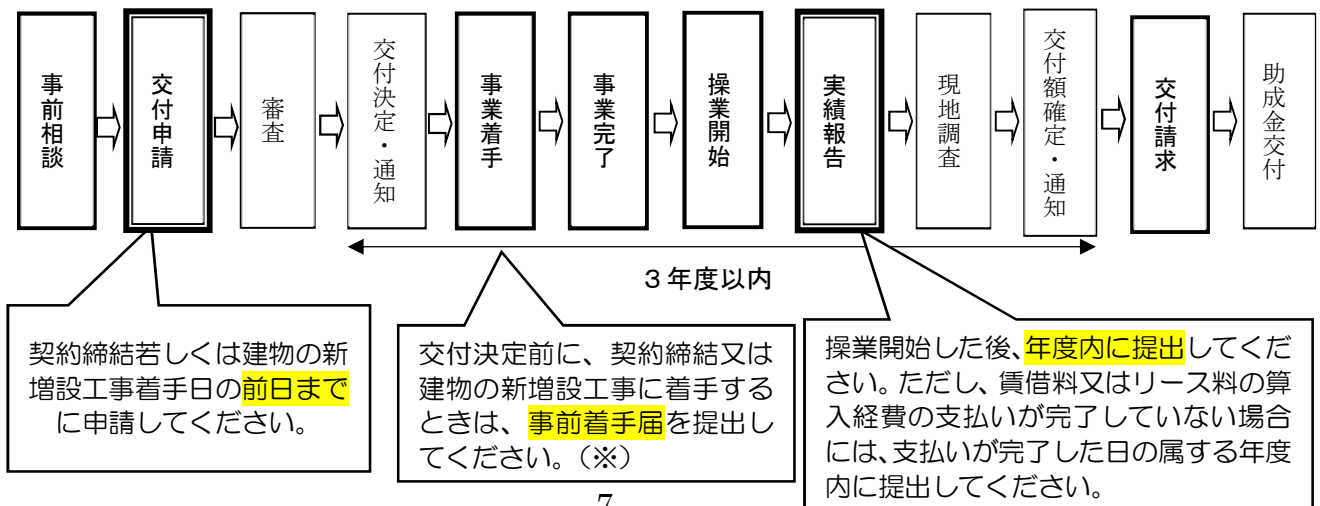 事前相談
交付申請
審査
交付決定・通知
事業着手
事業完了
操業開始
実績報告
現地調査
交付額確定・通知
交付請求
助成金交付
３年度以内
契約締結若しくは建物の新
増設工事着手日の前日まで
に申請してください。
交付決定前に、契約締結又は
建物の新増設工事に着手する
ときは、事前着手届を提出し
てください。（※）
操業開始した後、年度内に提出してくだ
さい。ただし、賃借料又はリース料の算
入経費の支払いが完了していない場合
には、支払いが完了した日の属する年度
内に提出してください。
7